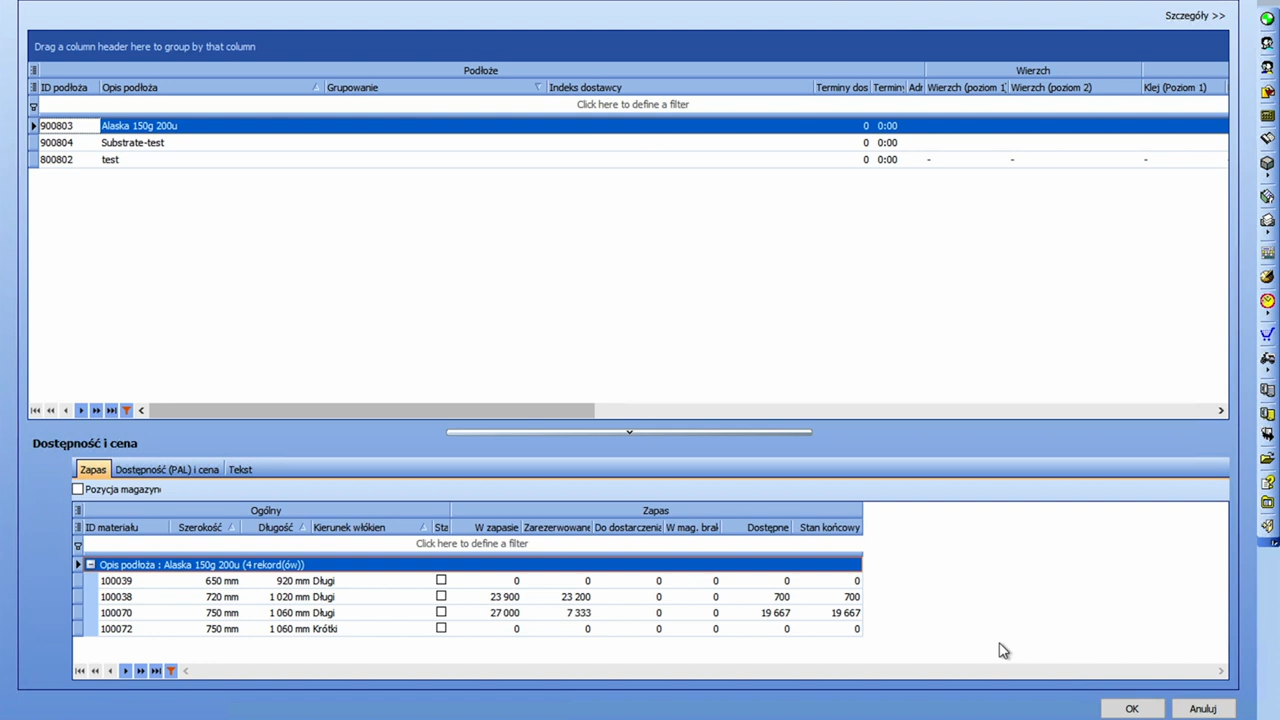 Szczegóły >>
Drag a column header here to group by that column
Podłoże Wierzch
ID podłoża Opis podłoża Grupowanie Indeks dostawcy Terminy dos Terminy Adr Wierzch (poziom 1) Wierzch (poziom 2) Klej (Poziom 1)
Click here to define a filter
900803 Alaska 150g 200u 0 0:00
900804 Substrate-test 0 0:00
800802 test 0 0:00 - - -
Dostępność i cena
Zapas Dostępność (PAL) i cena Tekst
Pozycja magazyn
Ogólny Zapas
ID materiału Szerokość Długość Kierunek włókien Sta W zapasie Zarezerwowane Do dostarczenia W mag. brak Dostępne Stan końcowy
Click here to define a filter
Opis podłoża : Alaska 150g 200u (4 rekord(ów))
100039 650 mm 920 mm Długi 0 0 0 0 0 0
100038 720 mm 1 020 mm Długi 23 900 23 200 0 0 700 700
100070 750 mm 1 060 mm Długi 27 000 7 333 0 0 19 667 19 667
100072 750 mm 1 060 mm Krótki 0 0 0 0 0 0
OK Anuluj